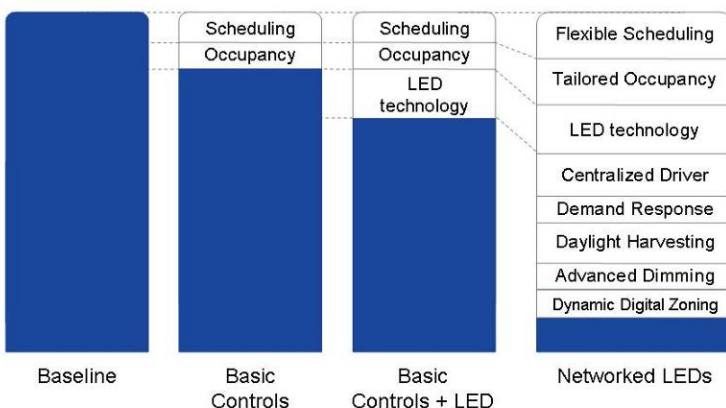 Scheduling
Occupancy
Scheduling
Occupancy
LED
technology
Flexible Scheduling
Tailored Occupancy
LED technology
Centralized Driver
Demand Response
Daylight Harvesting
Advanced Dimming
Dynamic Digital Zoning
Baseline
Basic
Controls
Basic
Controls + LED
Networked LEDs